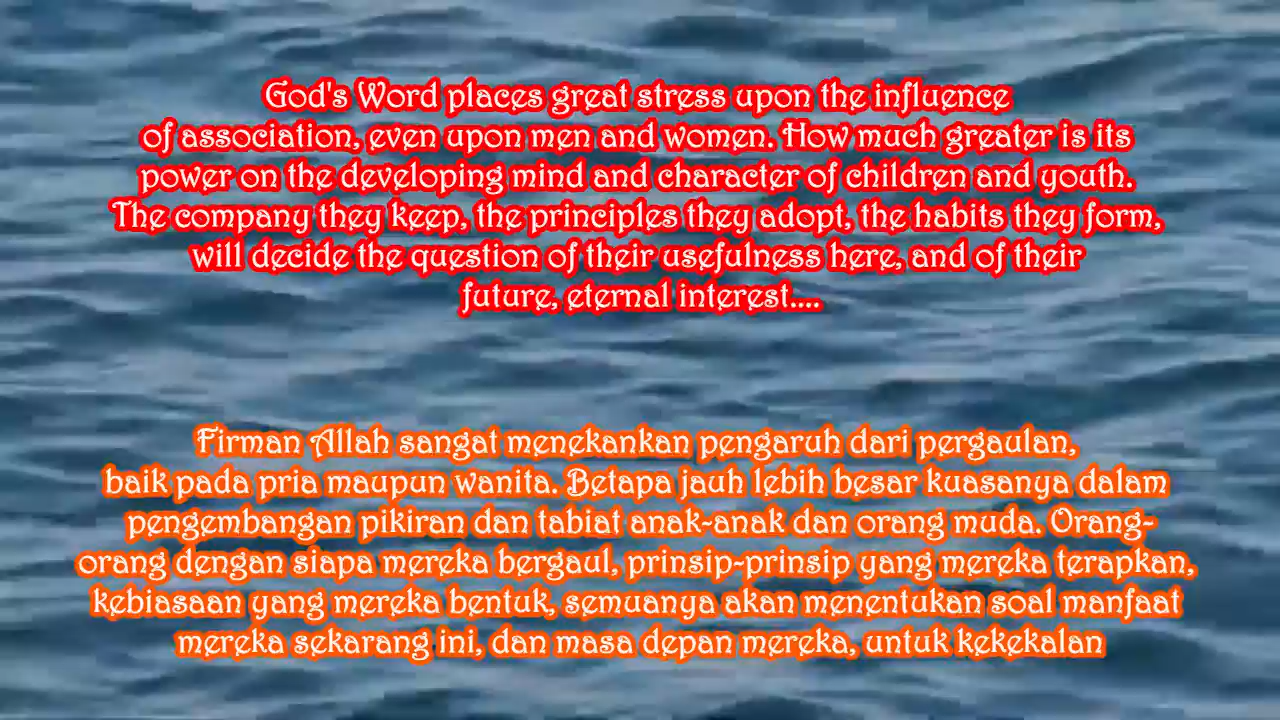 God's Word places great stress upon the influence
of association, even upon men and women. How much greater is its
power on the developing mind and character of children and youth.
The company they keep, the principles they adopt, the habits they form,
will decide the question of their usefulness here, and of their
future, eternal interest....
Firman Allah sangat menekankan pengaruh dari pergaulan,
baik pada pria maupun wanita. Betapa jauh lebih besar kuasanya dalam
pengembangan pikiran dan tabiat anak-anak dan orang muda. Orang-
orang dengan siapa mereka bergaul, prinsip-prinsip yang mereka terapkan,
kebiasaan yang mereka bentuk, semuanya akan menentukan soal manfaat
mereka sekarang ini, dan masa depan mereka, untuk kekekalan